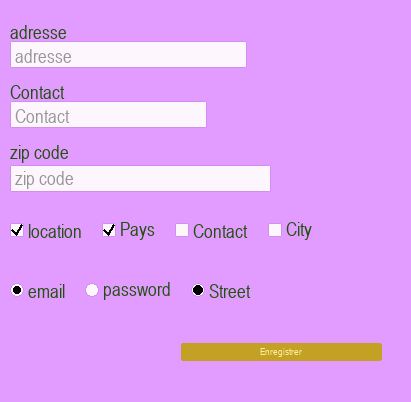 adresse
adresse
Contact
Contact
zip code
zip code
location Pays Contact City
email password Street
Enregistrer